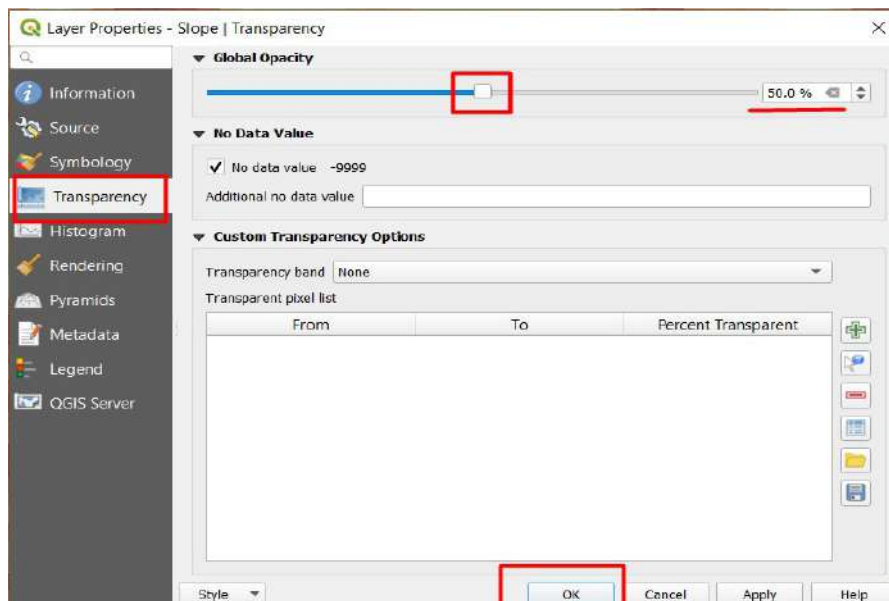 Layer Properties - Slope | Transparency
Information
Source
Symbology
Transparency
Histogram
Rendering
Pyramids
Metadata
Legend
QGIS Server
Global Opacity
50.0 %
No Data Value
No data value -9999
Additional no data value
Custom Transparency Options
Transparency band None
Transparent pixel list
From To Percent Transparent
Style OK Cancel Apply Help